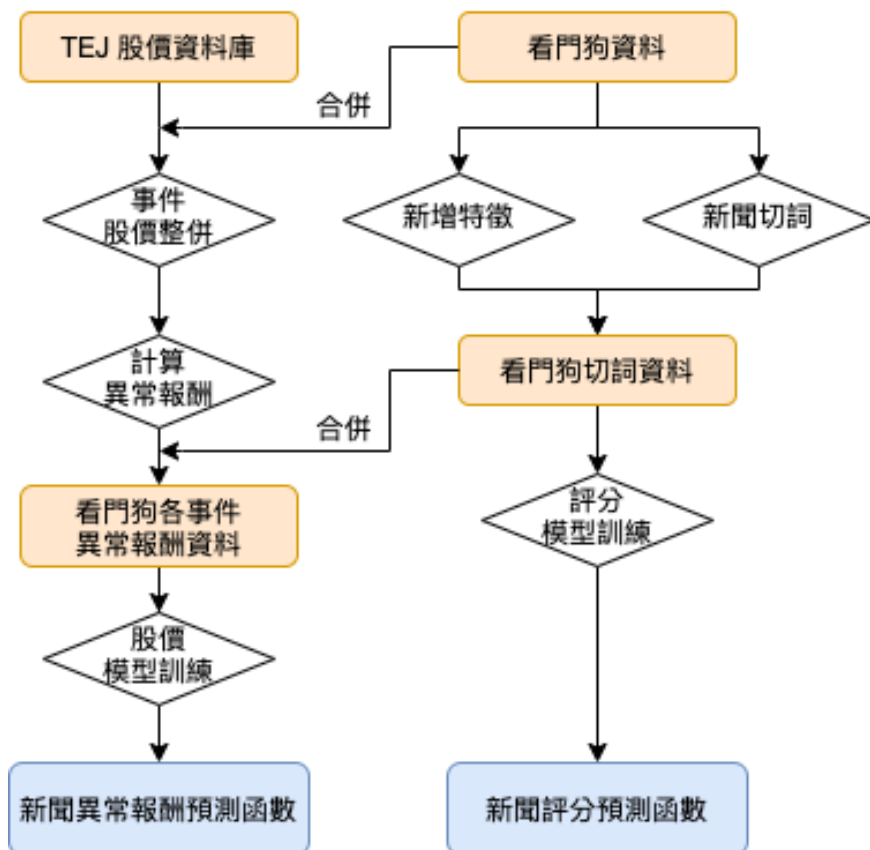 TEJ 股價資料庫
看門狗資料
合併
事件
股價整併
新增特徵
新聞切詞
計算
異常報酬
看門狗切詞資料
合併
看門狗各事件
異常報酬資料
評分
模型訓練
股價
模型訓練
新聞異常報酬預測函數
新聞評分預測函數